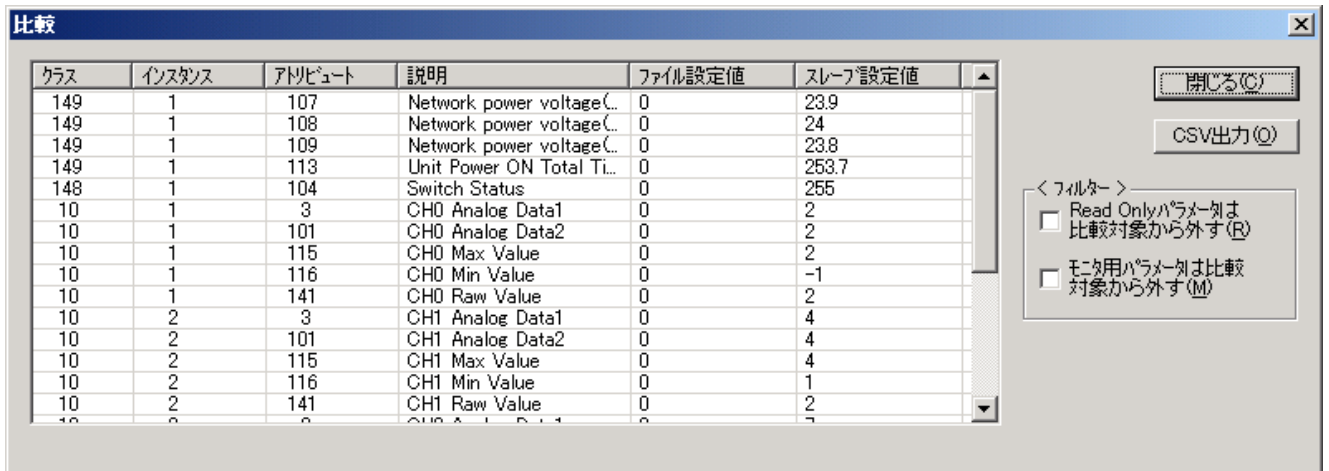 比較
クラス インスタンス アトリビュート 説明 ファイル設定値 スレーブ設定値
149 1 107 Network power voltage(... 0 23.9
149 1 108 Network power voltage(... 0 24
149 1 109 Network power voltage(... 0 23.8
149 1 113 Unit Power ON Total Ti... 0 253.7
148 1 104 Switch Status 0 255
10 1 3 CH0 Analog Data1 0 2
10 1 101 CH0 Analog Data2 0 2
10 1 115 CH0 Max Value 0 2
10 1 116 CH0 Min Value 0 -1
10 1 141 CH0 Raw Value 0 2
10 2 3 CH1 Analog Data1 0 4
10 2 101 CH1 Analog Data2 0 4
10 2 115 CH1 Max Value 0 4
10 2 116 CH1 Min Value 0 1
10 2 141 CH1 Raw Value 0 2
閉じる(C)
CSV出力(O)
< フィルター >
Read Onlyパラメータは
比較対象から外す(R)
モニタ用パラメータは比較
対象から外す(M)